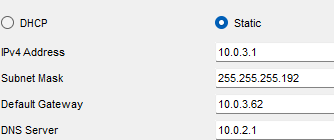 DHCP Static
IPv4 Address 10.0.3.1
Subnet Mask 255.255.255.192
Default Gateway 10.0.3.62
DNS Server 10.0.2.1